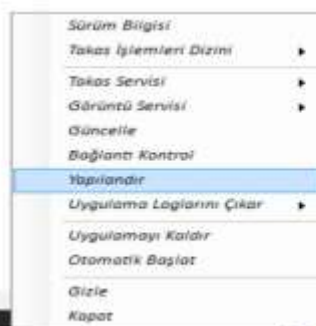 Sürüm Bilgisi
Takas İşlemleri Dizini
Takas Servisi
Görüntü Servisi
Güncelle
Bağlantı Kontrol
Yapılandır
Uygulama Loglarını Çıkar
Uygulamayı Kaldır
Otomatik Başlat
Gizle
Kapat